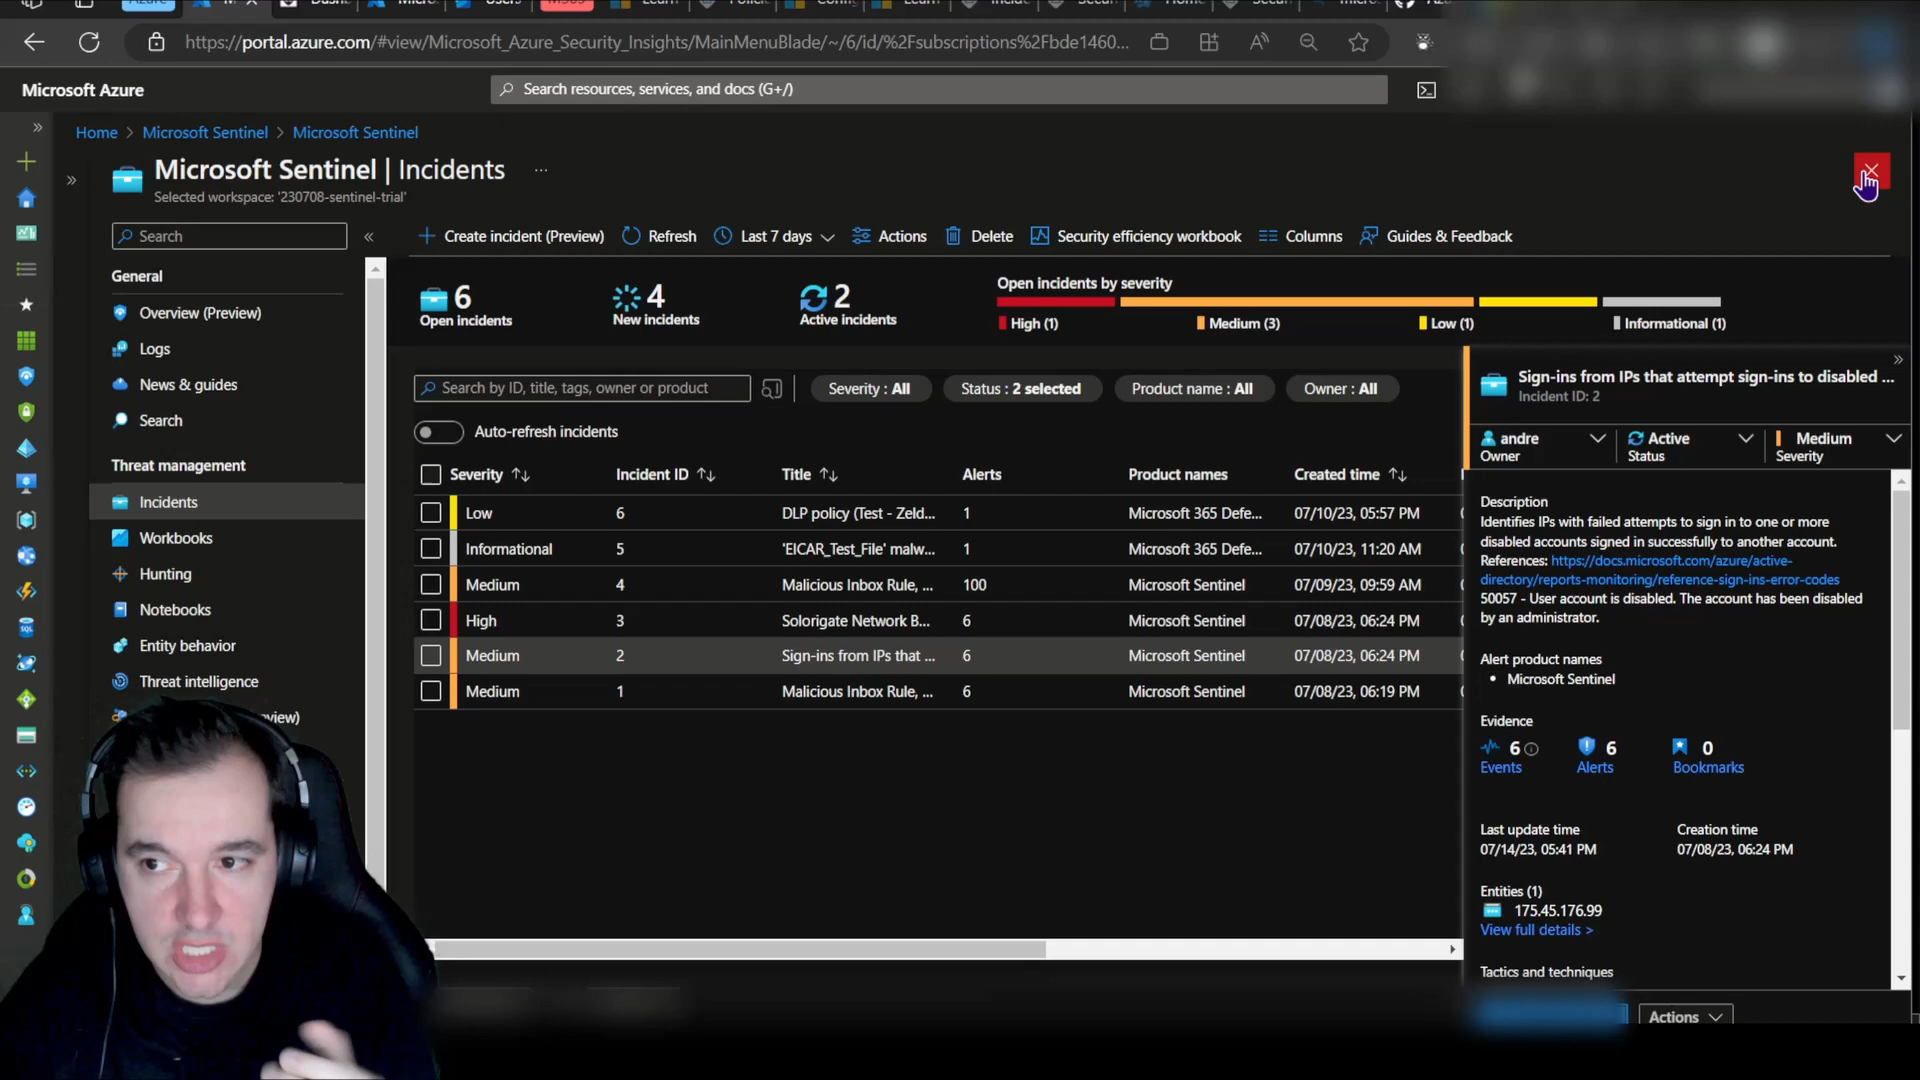 Azure
https://portal.azure.com/#view/Microsoft_Azure_Security_Insights/MainMenuBlade/~/6/id/%2Fsubscriptions%2Fbde1460...
Microsoft Azure
Search resources, services, and docs (G+/)
Home > Microsoft Sentinel > Microsoft Sentinel
Microsoft Sentinel | Incidents ...
Selected workspace: '230708-sentinel-trial'
Search
Create incident (Preview) Refresh Last 7 days Actions Delete Security efficiency workbook Columns Guides & Feedback
General
Overview (Preview)
Logs
News & guides
Search
Threat management
Incidents
Workbooks
Hunting
Notebooks
Entity behavior
Threat intelligence
6 Open incidents
4 New incidents
2 Active incidents
Open incidents by severity
High (1) Medium (3) Low (1) Informational (1)
Search by ID, title, tags, owner or product
Severity : All Status : 2 selected Product name : All Owner : All
Auto-refresh incidents
Severity Incident ID Title Alerts Product names Created time
Low 6 DLP policy (Test - Zeld... 1 Microsoft 365 Defe... 07/10/23, 05:57 PM
Informational 5 'EICAR_Test_File' malw... 1 Microsoft 365 Defe... 07/10/23, 11:20 AM
Medium 4 Malicious Inbox Rule, ... 100 Microsoft Sentinel 07/09/23, 09:59 AM
High 3 Solorigate Network B... 6 Microsoft Sentinel 07/08/23, 06:24 PM
Medium 2 Sign-ins from IPs that ... 6 Microsoft Sentinel 07/08/23, 06:24 PM
Medium 1 Malicious Inbox Rule, ... 6 Microsoft Sentinel 07/08/23, 06:19 PM
Sign-ins from IPs that attempt sign-ins to disabled ...
Incident ID: 2
andre Active Medium
Owner Status Severity
Description
Identifies IPs with failed attempts to sign in to one or more
disabled accounts signed in successfully to another account.
References: https://docs.microsoft.com/azure/active-
directory/reports-monitoring/reference-sign-ins-error-codes
50057 - User account is disabled. The account has been disabled
by an administrator.
Alert product names
• Microsoft Sentinel
Evidence
6 6 0
Events Alerts Bookmarks
Last update time Creation time
07/14/23, 05:41 PM 07/08/23, 06:24 PM
Entities (1)
175.45.176.99
View full details >
Tactics and techniques
Actions